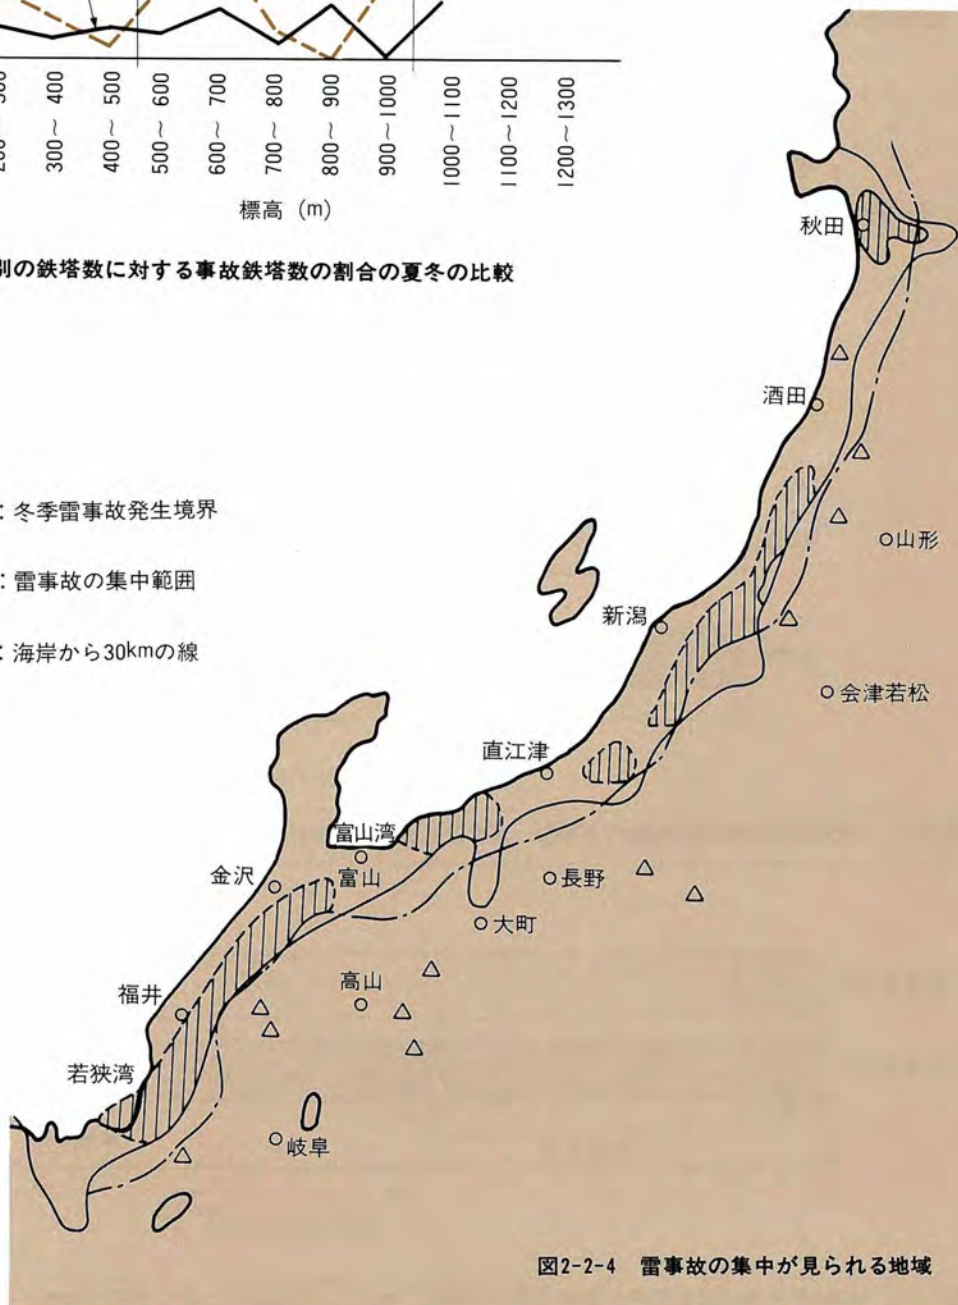 300～ 400
400～ 500
500～ 600
600～ 700
700～ 800
800～ 900
900～1000
1000～1100
1100～1200
1200～1300
標高（m）
別の鉄塔数に対する事故鉄塔数の割合の夏冬の比較
：冬季雷事故発生境界
：雷事故の集中範囲
：海岸から30kmの線
秋田
酒田
山形
新潟
会津若松
直江津
富山湾
富山
金沢
長野
大町
高山
福井
若狭湾
岐阜
図2-2-4　雷事故の集中が見られる地域